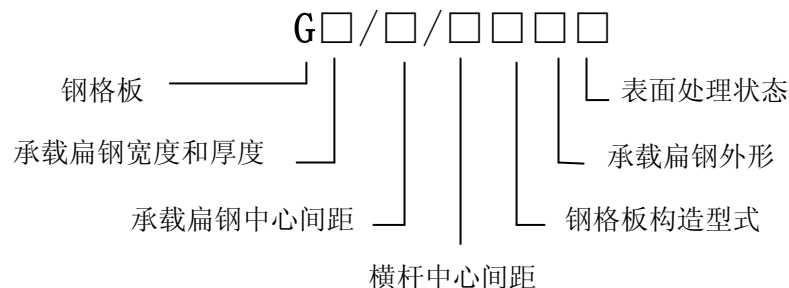 G□/□/□□□□
钢格板
表面处理状态
承载扁钢宽度和厚度
承载扁钢外形
承载扁钢中心间距
钢格板构造型式
横杆中心间距